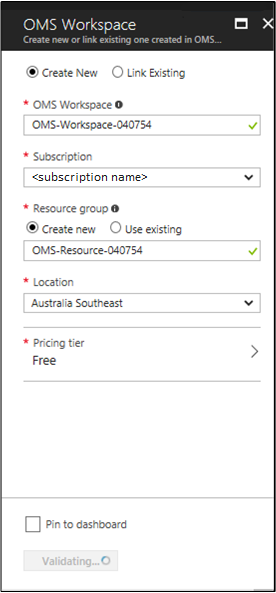 OMS Workspace
Create new or link existing one created in OMS...
Create New Link Existing
* OMS Workspace
OMS-Workspace-040754
* Subscription
<subscription name>
* Resource group
Create new Use existing
OMS-Resource-040754
* Location
Australia Southeast
* Pricing tier
Free
Pin to dashboard
Validating...